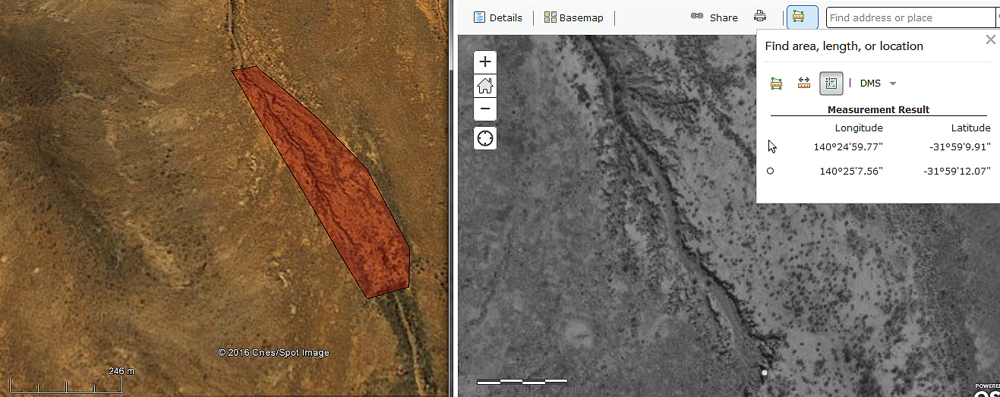 © 2016 Cnes/Spot Image
246 m
Details
Basemap
Share
Find address or place
Find area, length, or location
DMS
Measurement Result
Longitude Latitude
140°24'59.77" -31°59'9.91"
140°25'7.56" -31°59'12.07"
POWERED